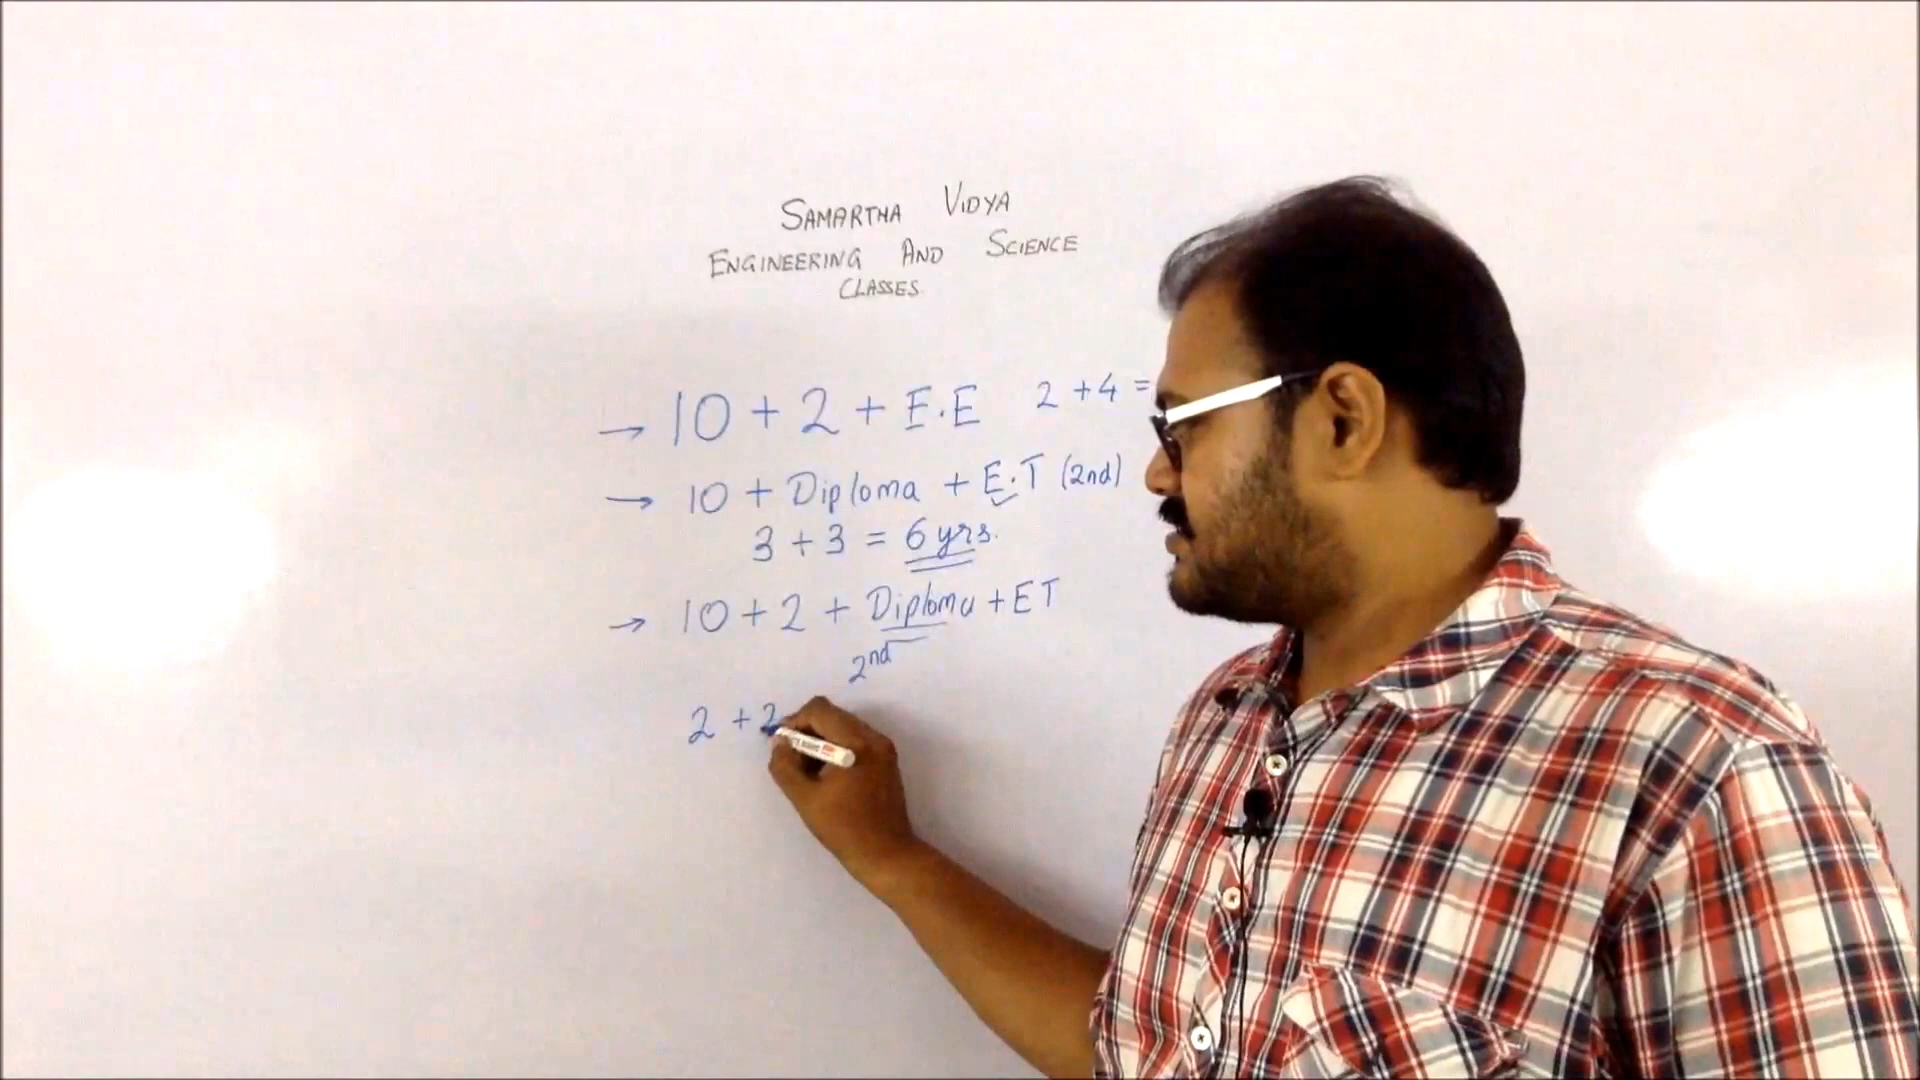 SAMARTHA VIDYA
ENGINEERING AND SCIENCE
CLASSES
→ 10 + 2 + E.E 2 + 4 =
→ 10 + Diploma + E.T (2nd)
3 + 3 = 6 yrs.
→ 10 + 2 + Diploma + ET
2nd
2 + 2